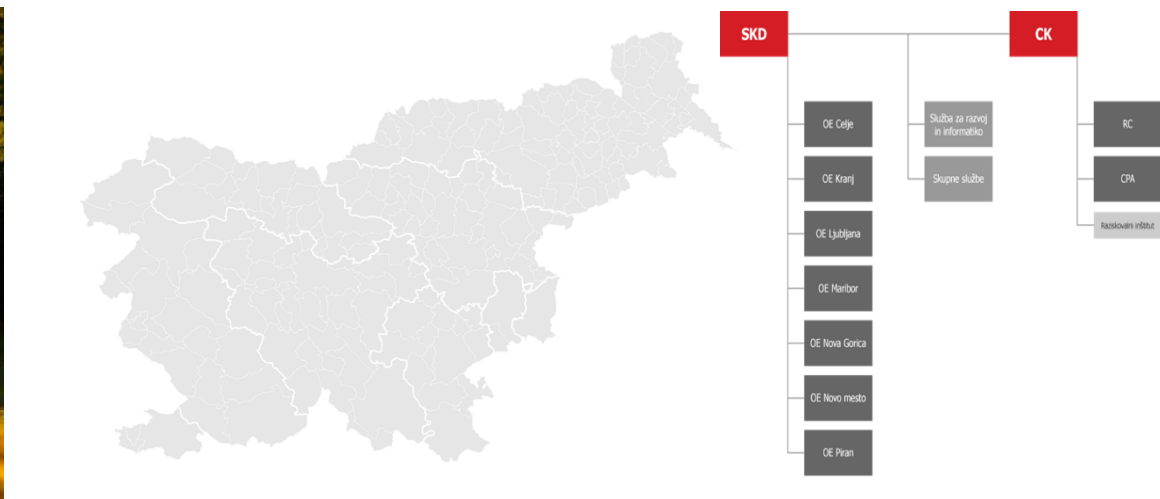 SKD
CK
OE Celje
OE Kranj
OE Ljubljana
OE Maribor
OE Nova Gorica
OE Novo mesto
OE Piran
Služba za razvoj
in informatiko
Skupne službe
RC
CPA
Raziskovalni inštitut